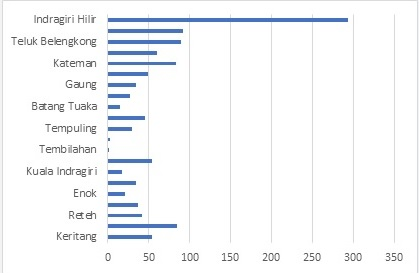 Indragiri Hilir
Teluk Belengkong
Kateman
Gaung
Batang Tuaka
Tempuling
Tembilahan
Kuala Indragiri
Enok
Reteh
Keritang
0 50 100 150 200 250 300 350